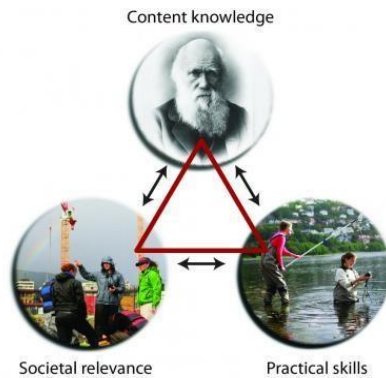 Content knowledge
Societal relevance
Practical skills